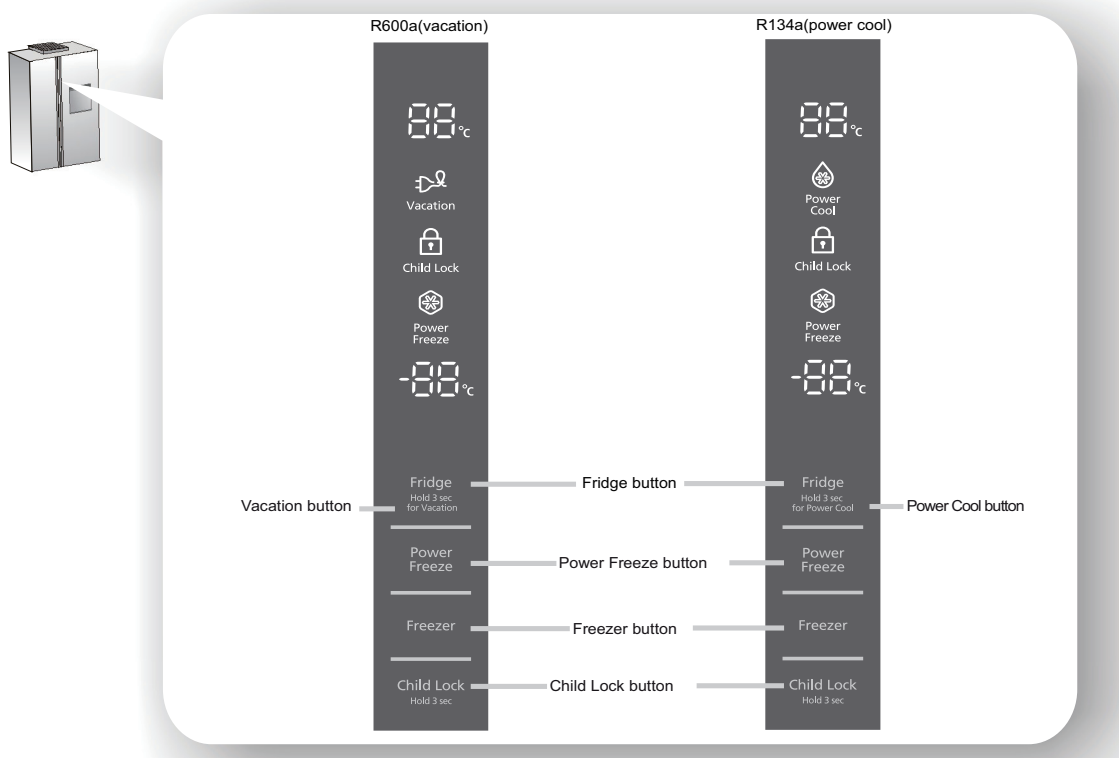 R600a(vacation)
R134a(power cool)
88°C
Vacation
Child Lock
Power
Freeze
-88°C
Fridge
Hold 3 sec
for Vacation
Power
Freeze
Freezer
Child Lock
Hold 3 sec
Vacation button
Fridge button
Power Freeze button
Freezer button
Child Lock button
88°C
Power
Cool
Child Lock
Power
Freeze
-88°C
Fridge
Hold 3 sec
for Power Cool
Power
Freeze
Freezer
Child Lock
Hold 3 sec
Power Cool button